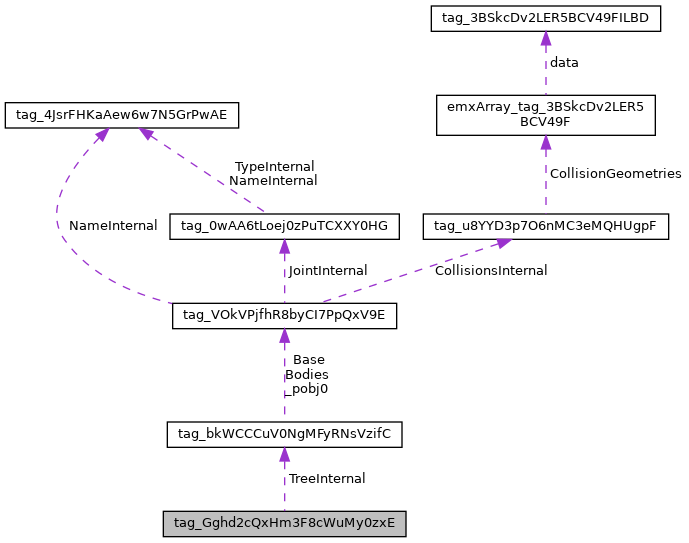 tag_3BSkcDv2LER5BCV49FILBD
data
emxArray_tag_3BSkcDv2LER5
BCV49F
tag_4JsrFHKaAew6w7N5GrPwAE
TypeInternal
NameInternal
CollisionGeometries
NameInternal
tag_0wAA6tLoej0zPuTCXXY0HG
tag_u8YYD3p7O6nMC3eMQHUgpF
JointInternal
CollisionsInternal
tag_VOkVPjfhR8byCI7PpQxV9E
Base
Bodies
_pobj0
tag_bkWCCCuV0NgMFyRNsVzifC
TreeInternal
tag_Gghd2cQxHm3F8cWuMy0zxE